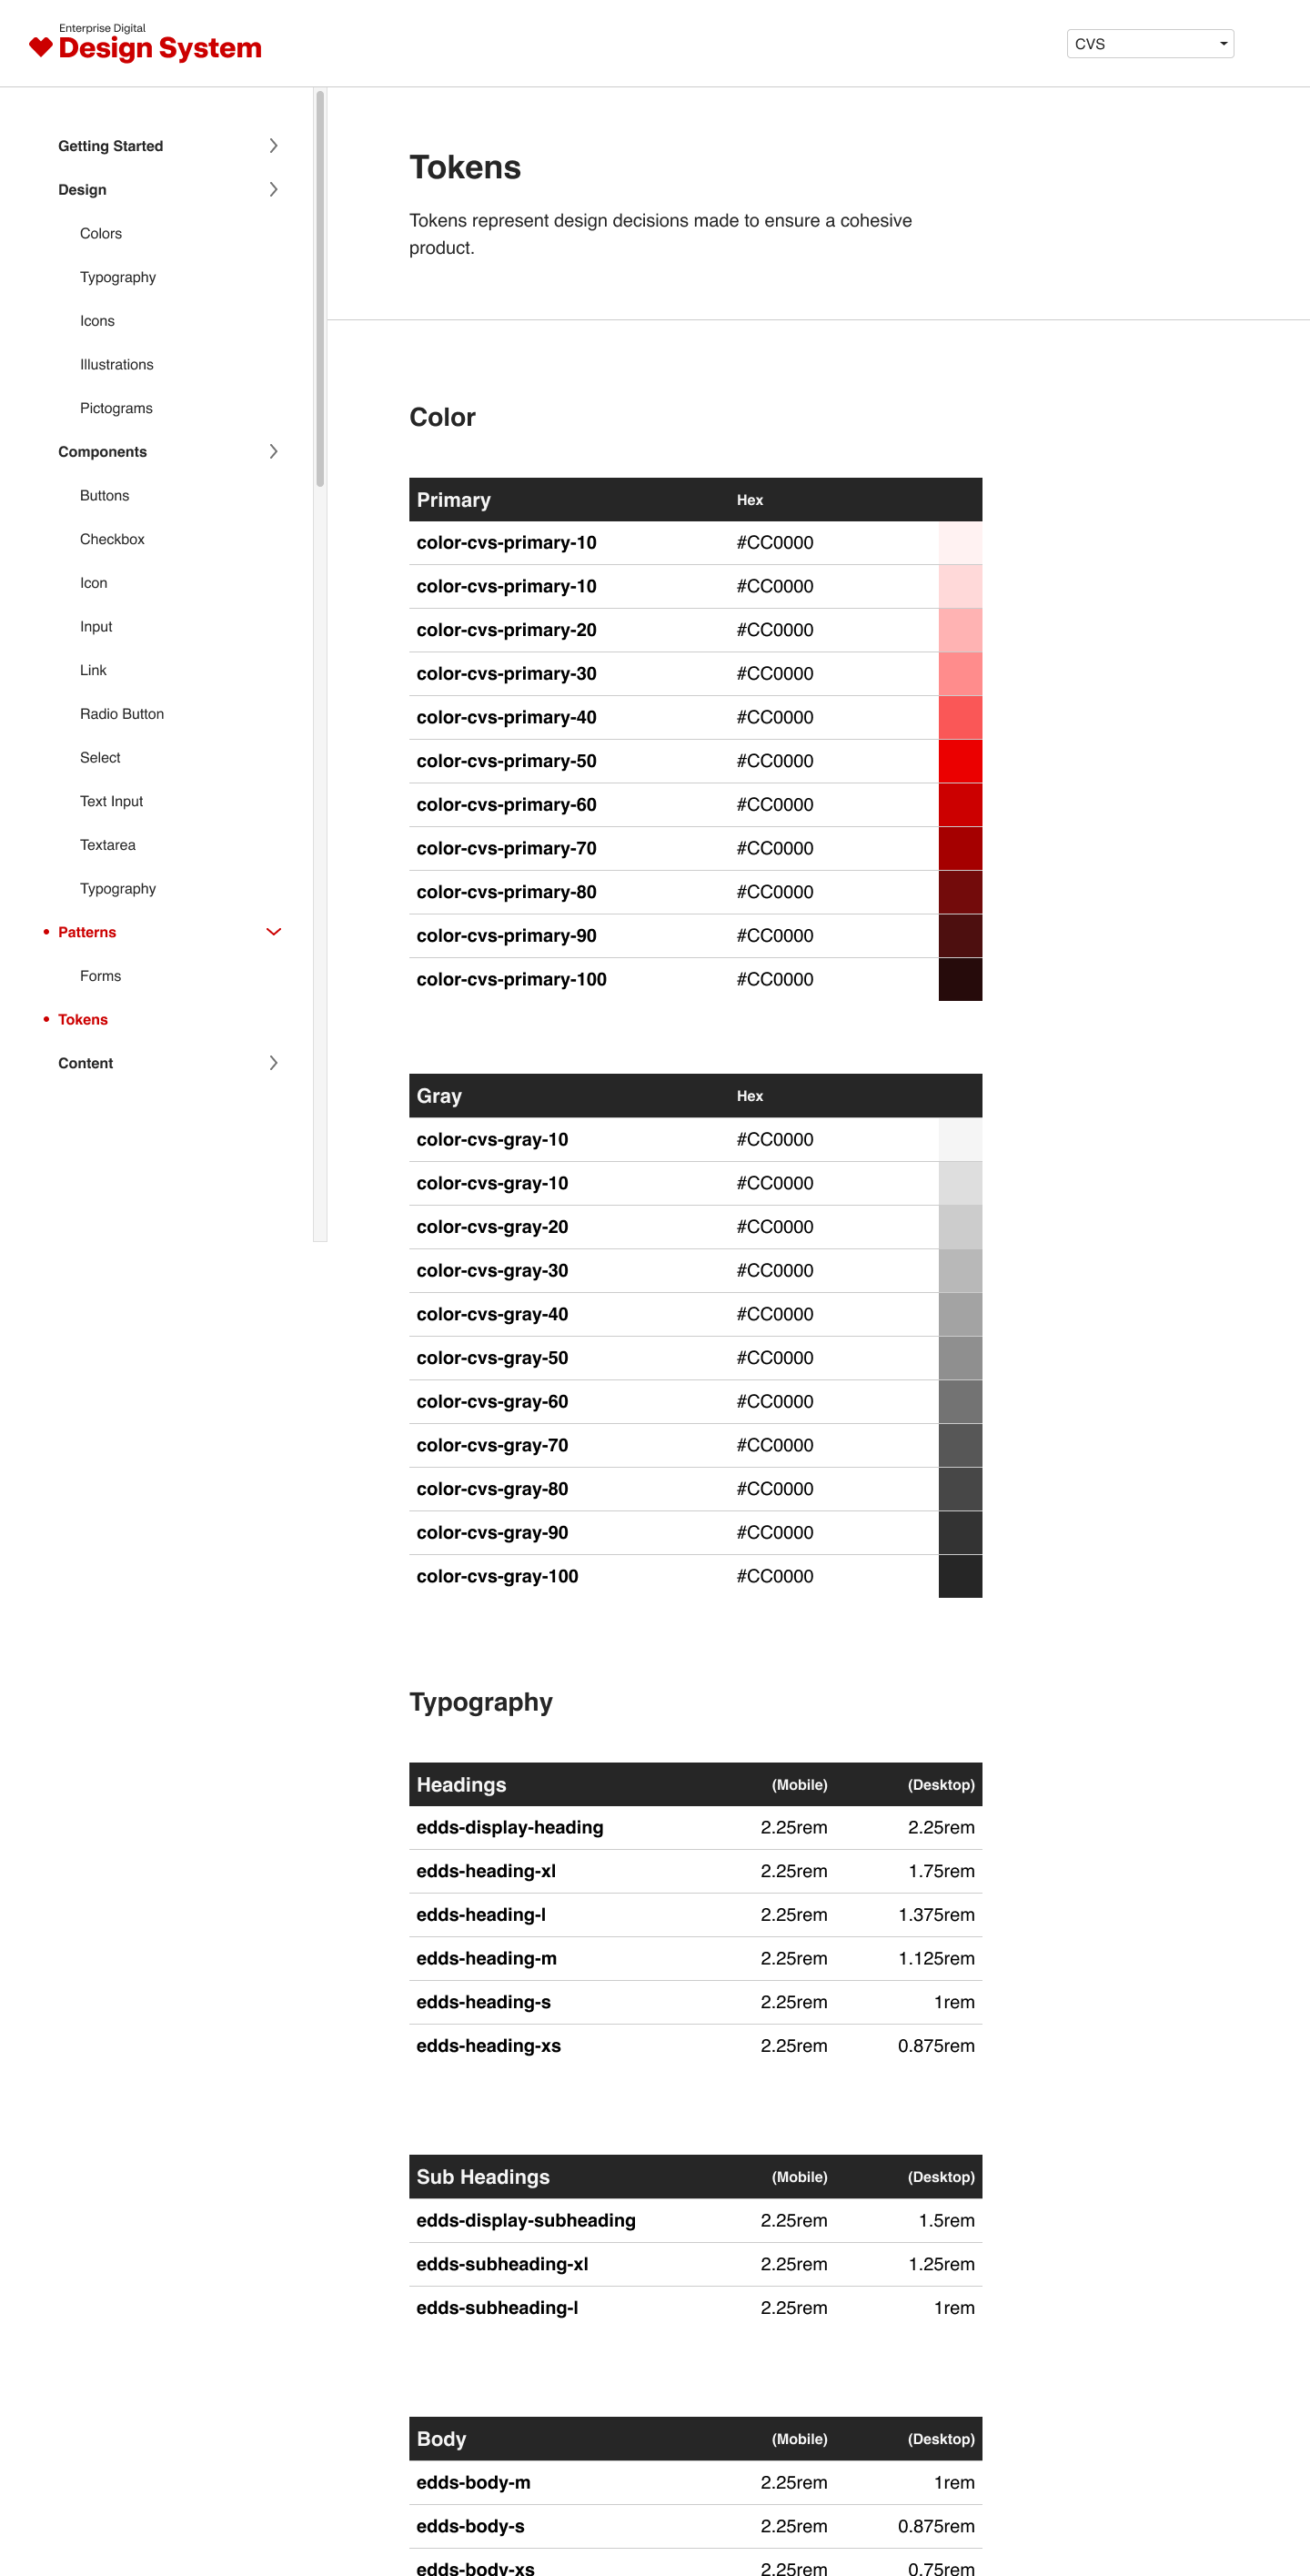 Enterprise Digital
Design System
CVS
Getting Started
Design
Colors
Typography
Icons
Illustrations
Pictograms
Components
Buttons
Checkbox
Icon
Input
Link
Radio Button
Select
Text Input
Textarea
Typography
Patterns
Forms
Tokens
Content
Tokens
Tokens represent design decisions made to ensure a cohesive
product.
Color
Primary Hex
color-cvs-primary-10 #CC0000
color-cvs-primary-10 #CC0000
color-cvs-primary-20 #CC0000
color-cvs-primary-30 #CC0000
color-cvs-primary-40 #CC0000
color-cvs-primary-50 #CC0000
color-cvs-primary-60 #CC0000
color-cvs-primary-70 #CC0000
color-cvs-primary-80 #CC0000
color-cvs-primary-90 #CC0000
color-cvs-primary-100 #CC0000
Gray Hex
color-cvs-gray-10 #CC0000
color-cvs-gray-10 #CC0000
color-cvs-gray-20 #CC0000
color-cvs-gray-30 #CC0000
color-cvs-gray-40 #CC0000
color-cvs-gray-50 #CC0000
color-cvs-gray-60 #CC0000
color-cvs-gray-70 #CC0000
color-cvs-gray-80 #CC0000
color-cvs-gray-90 #CC0000
color-cvs-gray-100 #CC0000
Typography
Headings (Mobile) (Desktop)
edds-display-heading 2.25rem 2.25rem
edds-heading-xl 2.25rem 1.75rem
edds-heading-l 2.25rem 1.375rem
edds-heading-m 2.25rem 1.125rem
edds-heading-s 2.25rem 1rem
edds-heading-xs 2.25rem 0.875rem
Sub Headings (Mobile) (Desktop)
edds-display-subheading 2.25rem 1.5rem
edds-subheading-xl 2.25rem 1.25rem
edds-subheading-l 2.25rem 1rem
Body (Mobile) (Desktop)
edds-body-m 2.25rem 1rem
edds-body-s 2.25rem 0.875rem
edds-body-xs 2.25rem 0.75rem